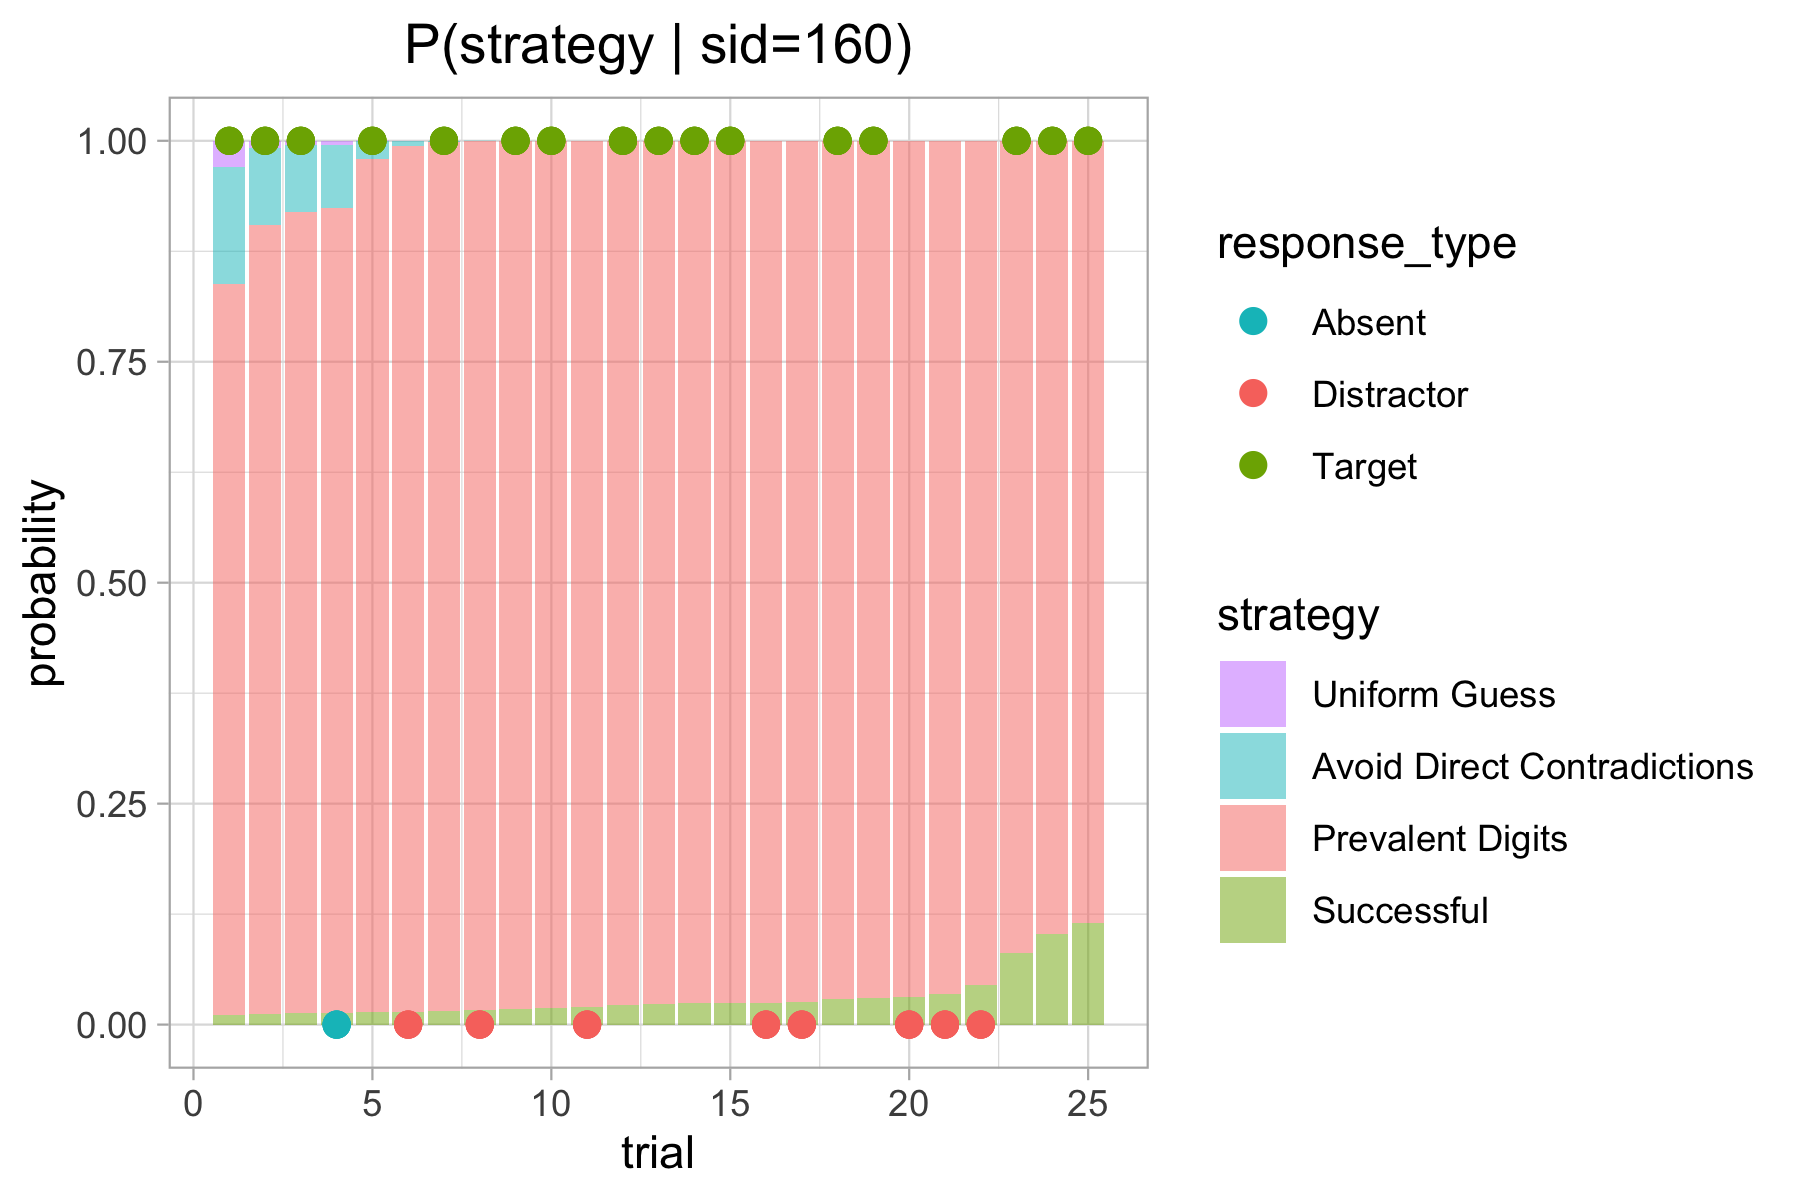 P(strategy | sid=160)
1.00
0.75
0.50
0.25
0.00
probability
0 5 10 15 20 25
trial
response_type
Absent
Distractor
Target
strategy
Uniform Guess
Avoid Direct Contradictions
Prevalent Digits
Successful